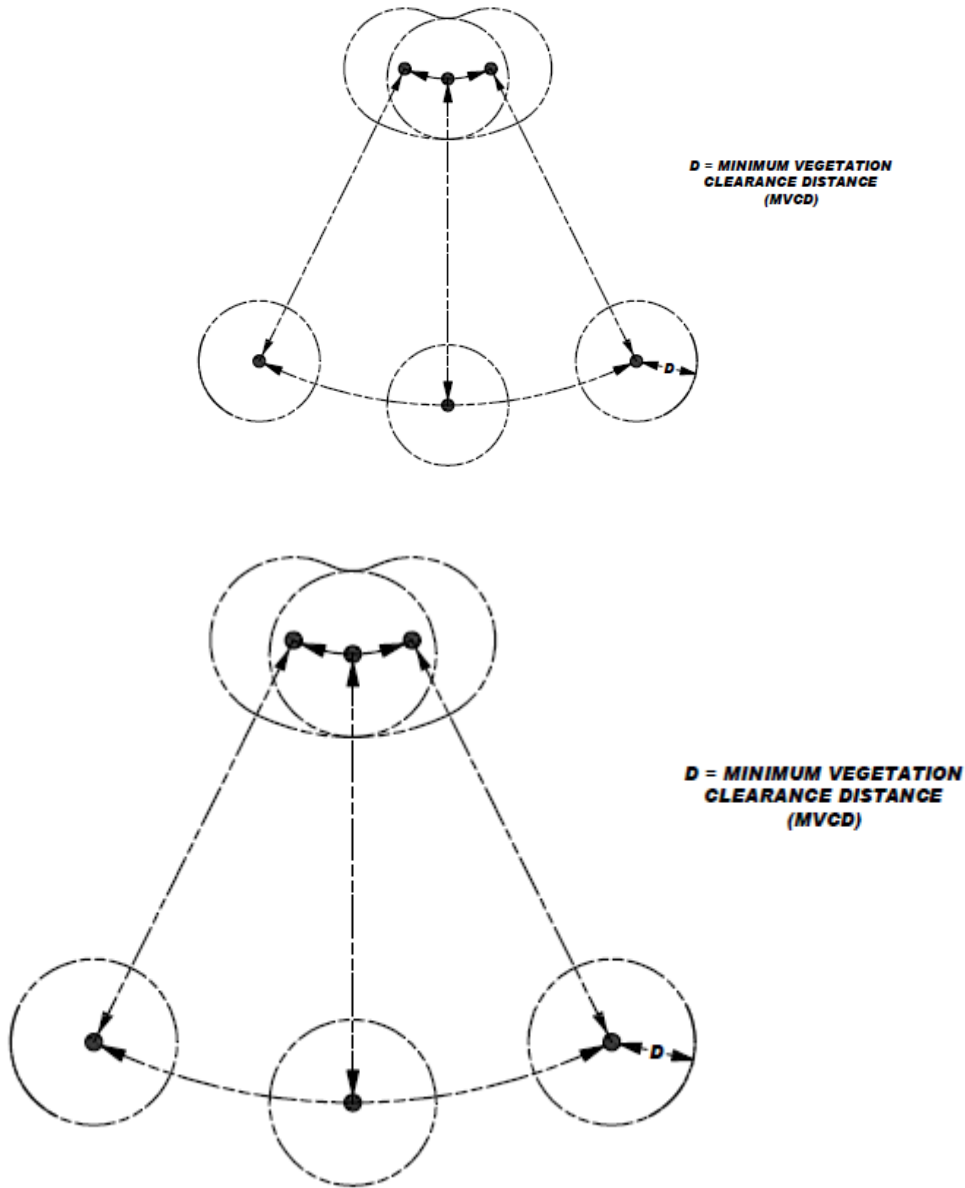 D = MINIMUM VEGETATION
CLEARANCE DISTANCE
(MVCD)
D
D = MINIMUM VEGETATION
CLEARANCE DISTANCE
(MVCD)
D